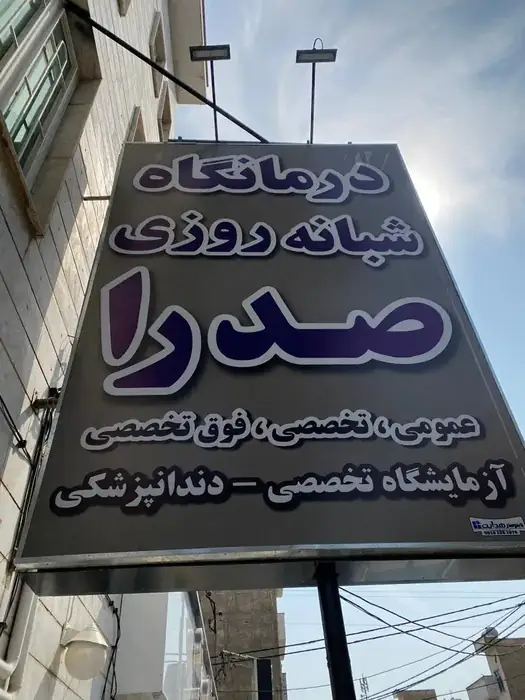 درمانگاه
شبانه روزی
صدرا
عمومی، تخصصی، فوق تخصصی
آزمایشگاه تخصصی - دندانپزشکی